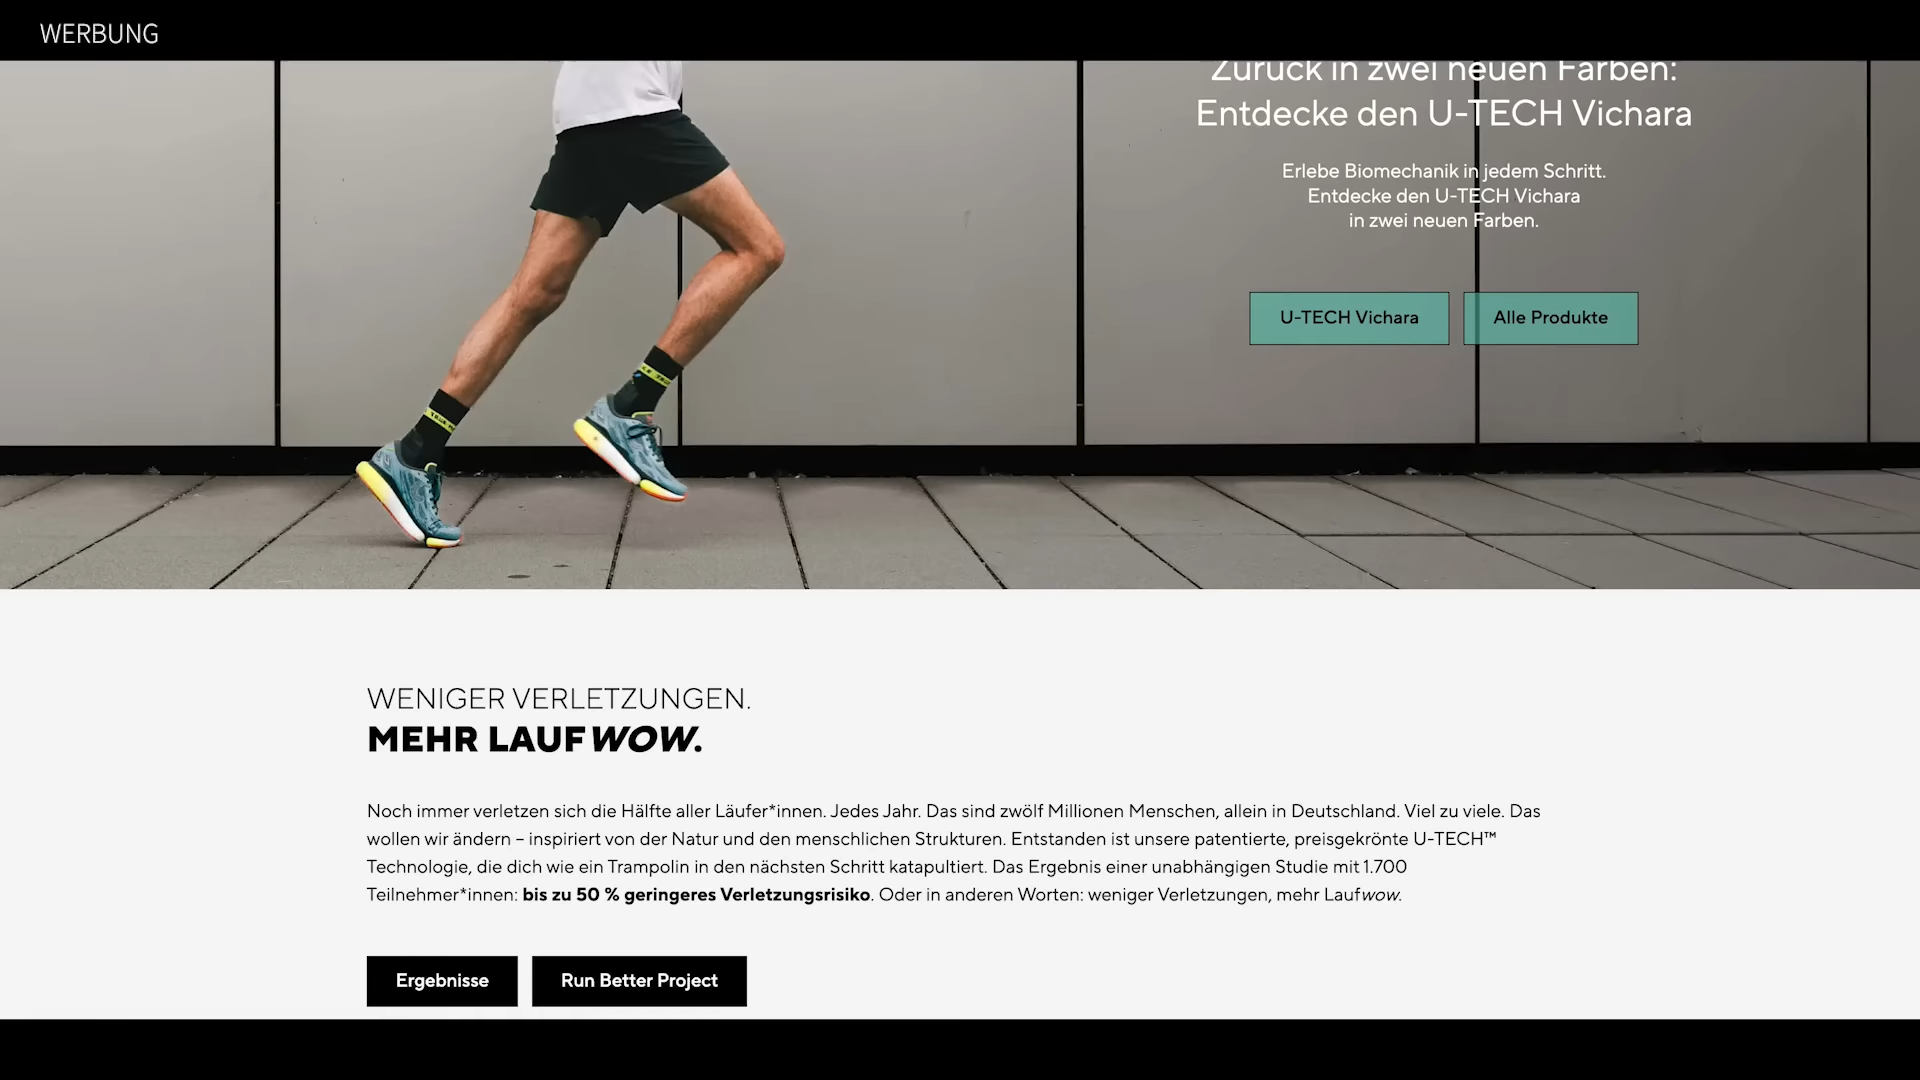 WERBUNG
Zurück in zwei neuen Farben:
Entdecke den U-TECH Vichara
Erlebe Biomechanik in jedem Schritt.
Entdecke den U-TECH Vichara
in zwei neuen Farben.
U-TECH Vichara
Alle Produkte
WENIGER VERLETZUNGEN.
MEHR LAUFWOW.
Noch immer verletzen sich die Hälfte aller Läufer*innen. Jedes Jahr. Das sind zwölf Millionen Menschen, allein in Deutschland. Viel zu viele. Das
wollen wir ändern – inspiriert von der Natur und den menschlichen Strukturen. Entstanden ist unsere patentierte, preisgekrönte U-TECH™
Technologie, die dich wie ein Trampolin in den nächsten Schritt katapultiert. Das Ergebnis einer unabhängigen Studie mit 1.700
Teilnehmer*innen: bis zu 50 % geringeres Verletzungsrisiko. Oder in anderen Worten: weniger Verletzungen, mehr Laufwow.
Ergebnisse
Run Better Project